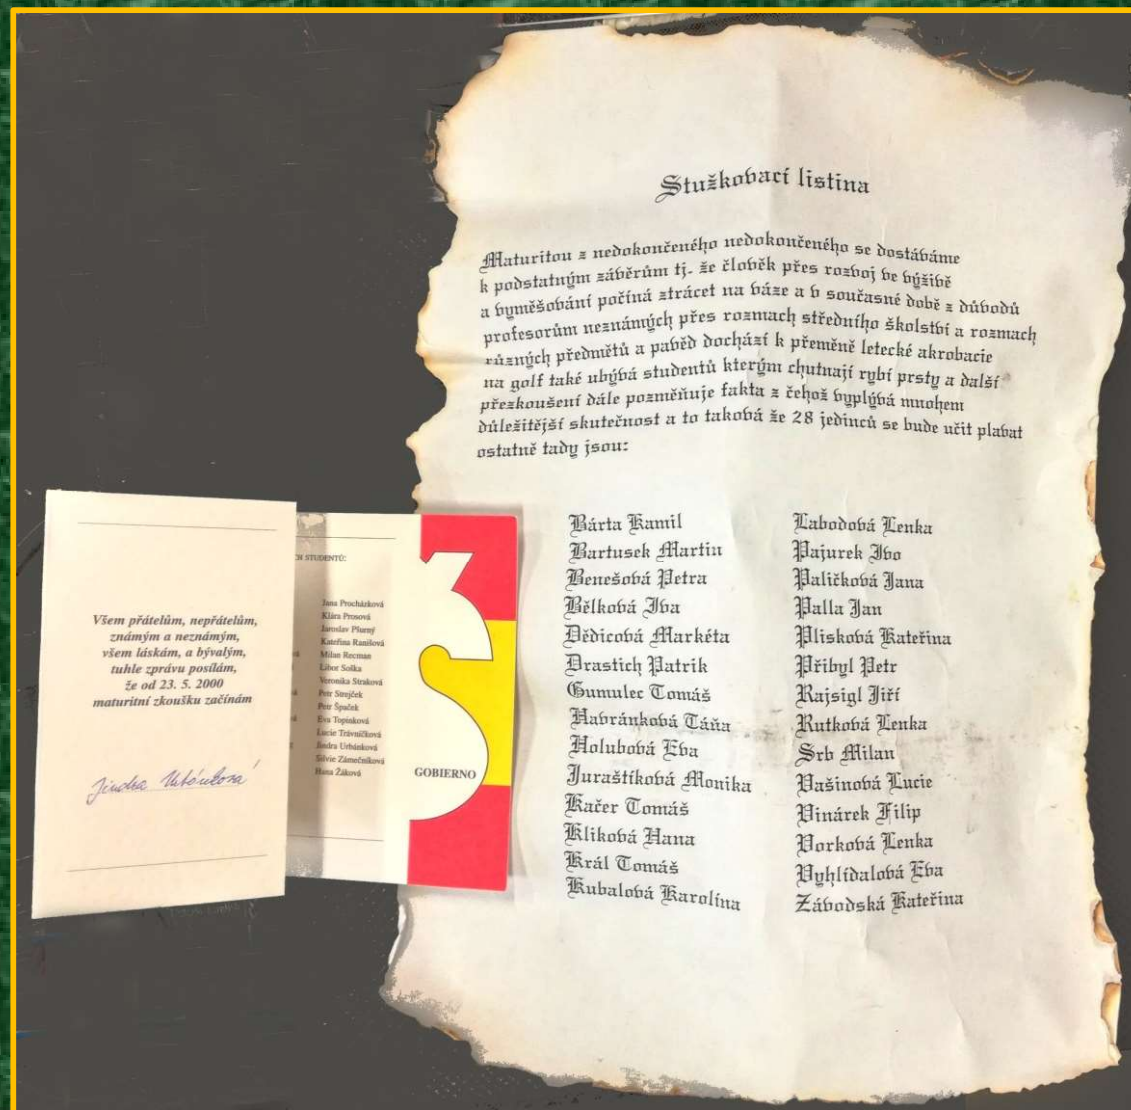 Stužkovací listina
Maturitou z nedokončeného nedokončeného se dostáváme
k podstatným závěrům tj. že člověk přes rozvoj ve výživě
a vyměšování počíná ztrácet na váze a v současné době z důvodů
profesorům neznámých přes rozmach středního školství a rozmach
různých předmětů a pavěd dochází k přeměně letecké akrobacie
na golf také ubývá studentů kterým chutnají rybí prsty a další
přezkoušení dále pozměňuje fakta z čehož vyplývá mnohem
důležitější skutečnost a to taková že 28 jedinců se bude učit plavat
ostatně tady jsou:
Bárta Kamil
Bartusek Martin
Benešová Petra
Bělková Iva
Dědicová Markéta
Drastich Patrik
Gumulec Tomáš
Havránková Táňa
Holubová Eva
Juraštíková Monika
Kačer Tomáš
Kliková Hana
Král Tomáš
Kubalová Karolína
Labodová Lenka
Pajurek Ivo
Paličková Jana
Palla Jan
Plisková Kateřina
Přibyl Petr
Rajsigl Jiří
Rutková Lenka
Srb Milan
Vašinová Lucie
Vinárek Filip
Vorková Lenka
Vyhlídalová Eva
Závodská Kateřina
Všem přátelům, nepřátelům,
známým a neznámým,
všem láskám, a bývalým,
tuhle zprávu posílám,
že od 23. 5. 2000
maturitní zkoušku začínám
Jindra Urbánková
STUDENTŮ:
Jana Procházková
Klára Prosová
Jaroslav Plurný
Kateřina Ranišová
Milan Recman
Libor Soška
Veronika Straková
Petr Strejček
Petr Špaček
Eva Topinková
Lucie Trávníčková
Jindra Urbánková
Silvie Zámečníková
Hana Žáková
Š
GOBIERNO